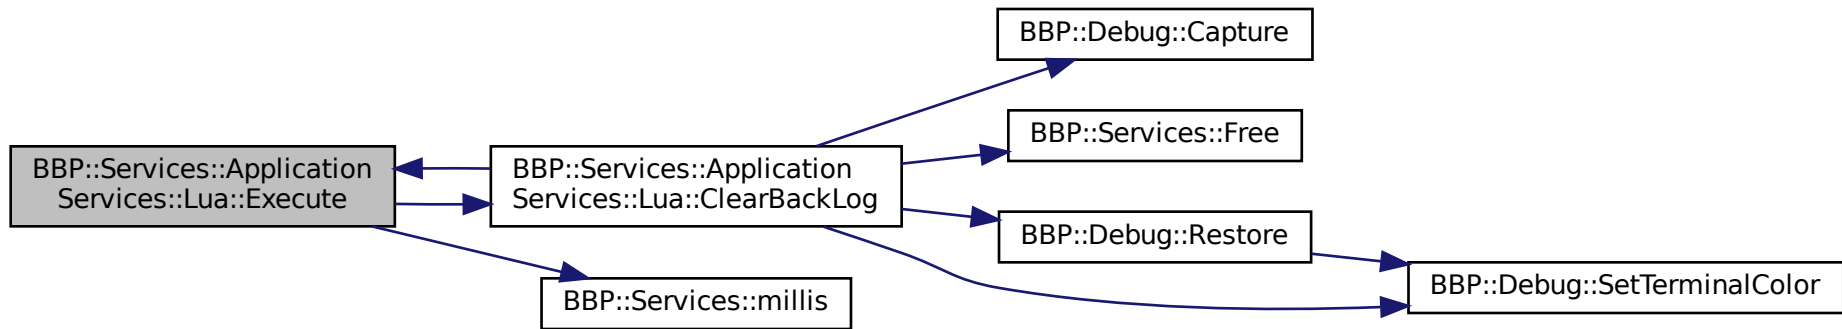 BBP::Services::Application
Services::Lua::Execute
BBP::Services::Application
Services::Lua::ClearBackLog
BBP::Debug::Capture
BBP::Services::Free
BBP::Debug::Restore
BBP::Debug::SetTerminalColor
BBP::Services::millis